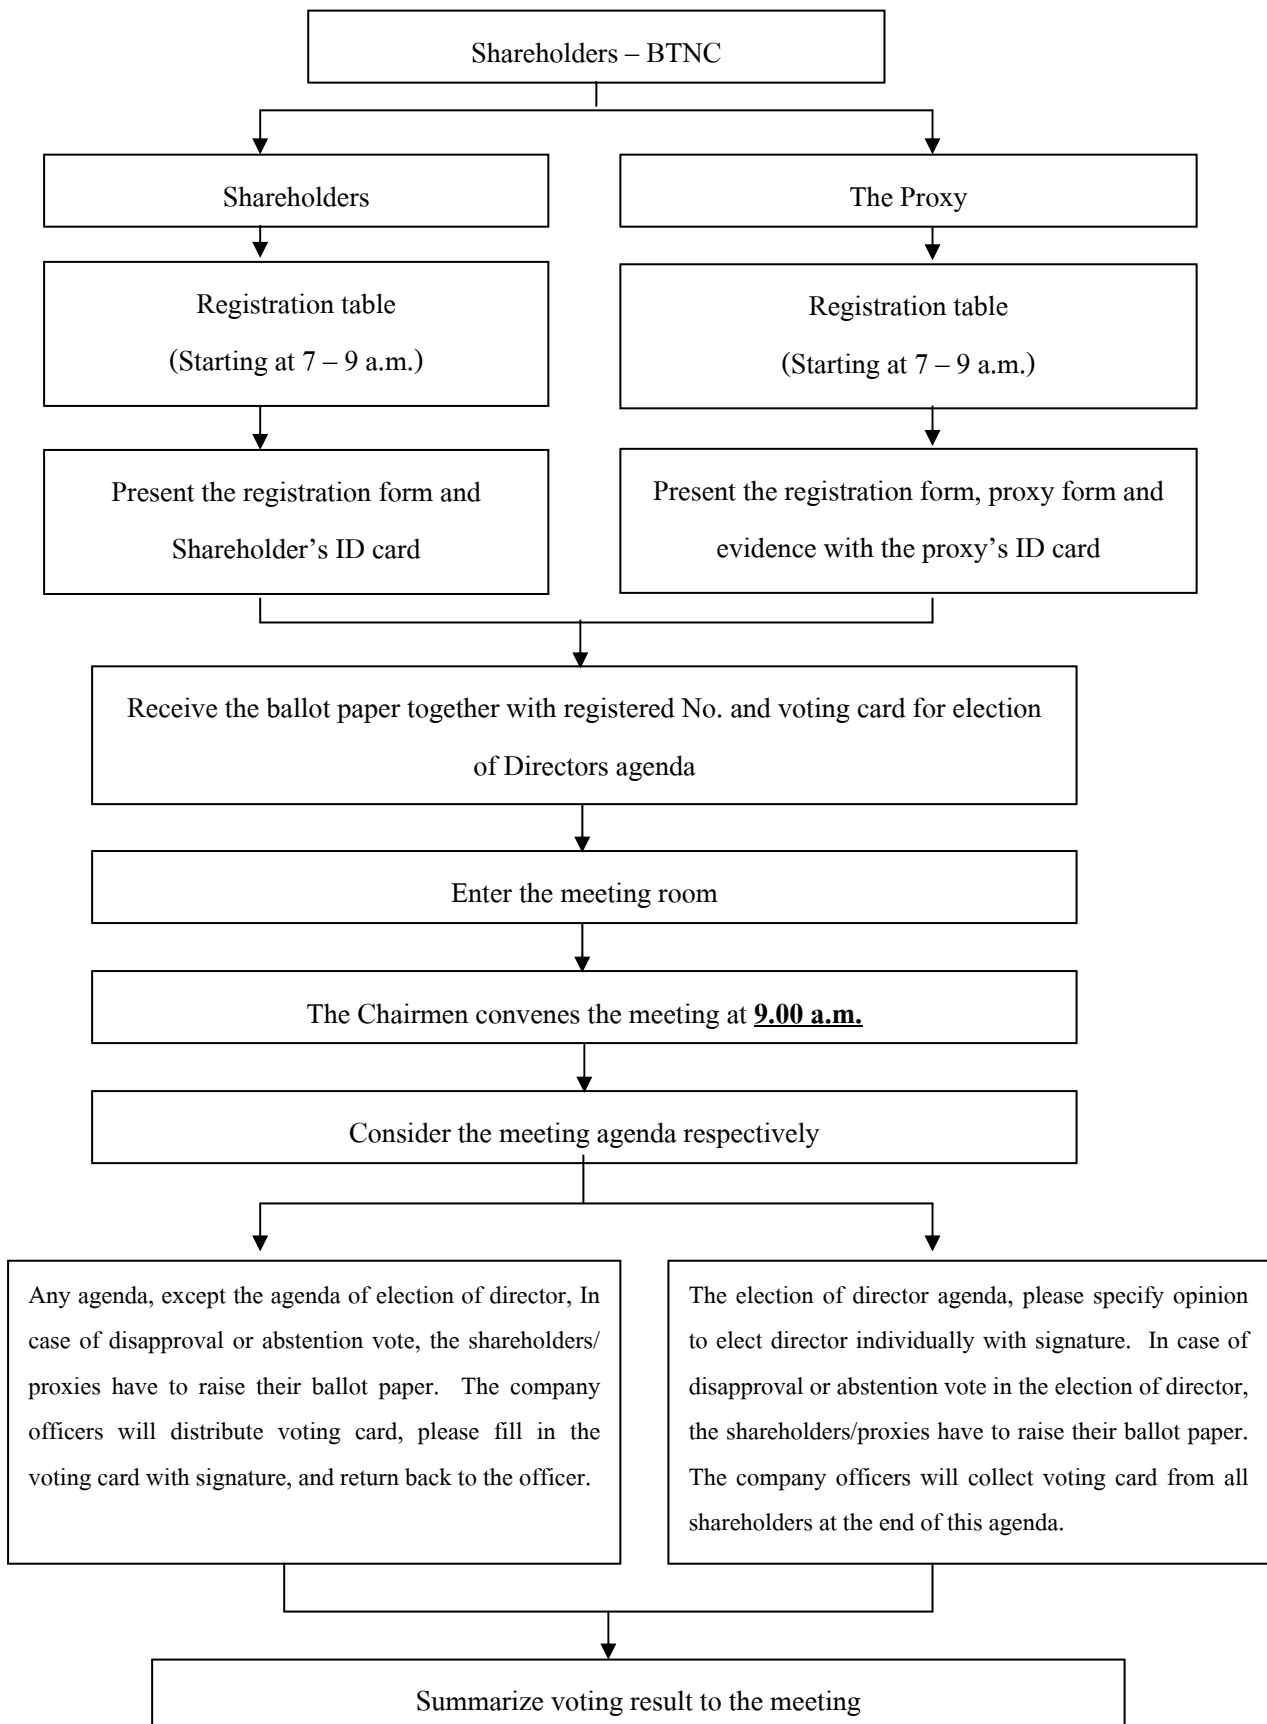 Shareholders – BTNC
Shareholders
The Proxy
Registration table
(Starting at 7 – 9 a.m.)
Registration table
(Starting at 7 – 9 a.m.)
Present the registration form and
Shareholder’s ID card
Present the registration form, proxy form and
evidence with the proxy’s ID card
Receive the ballot paper together with registered No. and voting card for election
of Directors agenda
Enter the meeting room
The Chairmen convenes the meeting at 9.00 a.m.
Consider the meeting agenda respectively
Any agenda, except the agenda of election of director, In
case of disapproval or abstention vote, the shareholders/
proxies have to raise their ballot paper. The company
officers will distribute voting card, please fill in the
voting card with signature, and return back to the officer.
The election of director agenda, please specify opinion
to elect director individually with signature. In case of
disapproval or abstention vote in the election of director,
the shareholders/proxies have to raise their ballot paper.
The company officers will collect voting card from all
shareholders at the end of this agenda.
Summarize voting result to the meeting